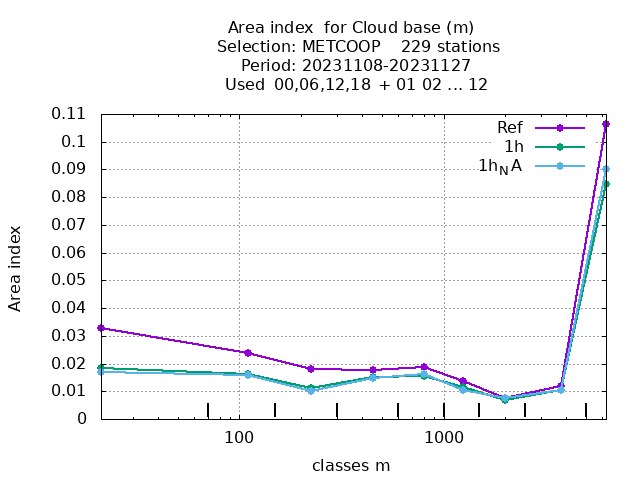 Area index  for Cloud base (m)
Selection: METCOOP    229 stations
Period: 20231108-20231127
Used  00,06,12,18 + 01 02 ... 12
0.11
0.1
0.09
0.08
0.07
0.06
0.05
0.04
0.03
0.02
0.01
0
Ref
1h
1h_NA
Area index
100
1000
classes m